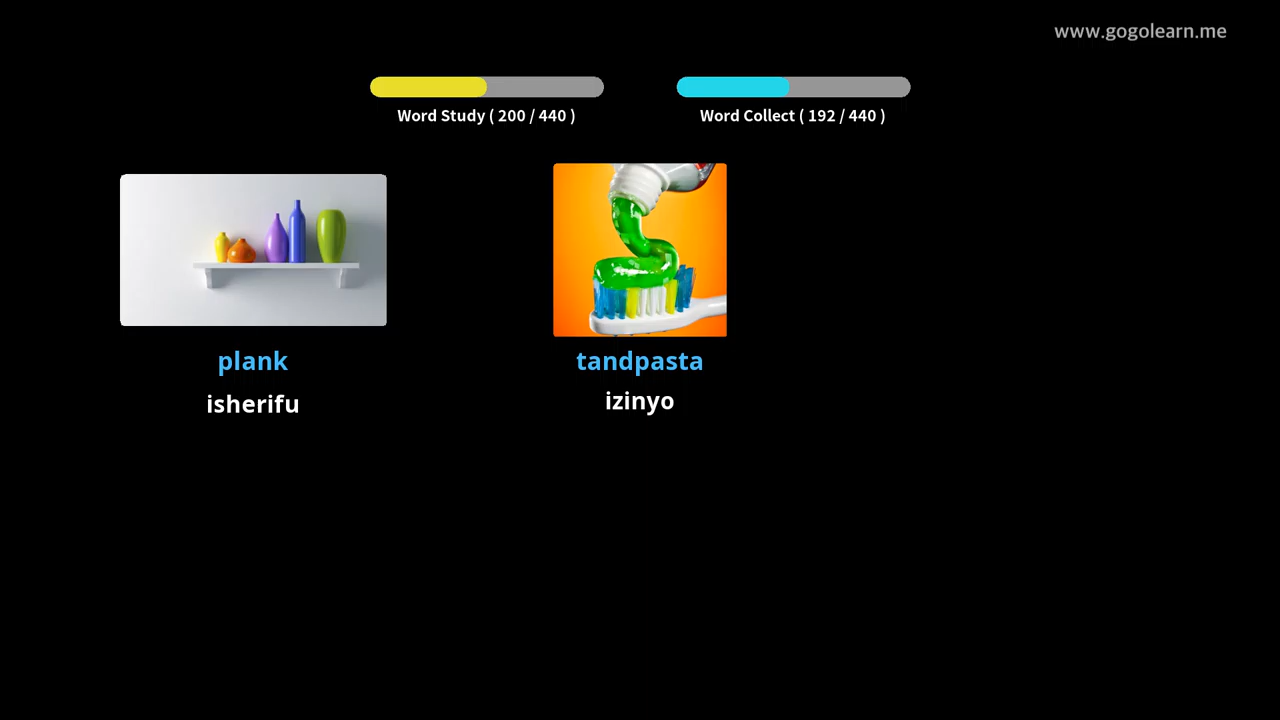 www.gogolearn.me
Word Study ( 200 / 440 )
Word Collect ( 192 / 440 )
plank
isherifu
tandpasta
izinyo